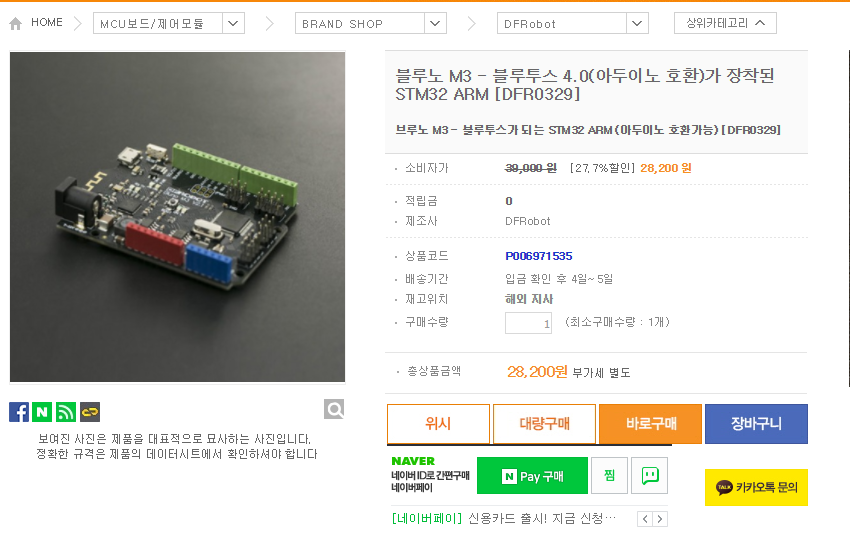 HOME MCU보드/제어모듈 BRAND SHOP DFRobot 상위카테고리
블루노 M3 - 블루투스 4.0(아두이노 호환)가 장착된
STM32 ARM [DFR0329]
브루노 M3 - 블루투스가 되는 STM32 ARM (아두이노 호환가능) [DFR0329]
소비자가 39,000 원 [27,7%할인] 28,200 원
적립금 0
제조사 DFRobot
상품코드 P006971535
배송기간 입금 확인 후 4일~5일
재고위치 해외 지사
구매수량 1 (최소구매수량 : 1개)
총상품금액 28,200원 부가세 별도
보여진 사진은 제품을 대표적으로 묘사하는 사진입니다.
정확한 규격은 제품의 데이터시트에서 확인하셔야 합니다
위시 대량구매 바로구매 장바구니
NAVER
네이버 ID로 간편구매
네이버페이
N Pay 구매 찜
TALK 카카오톡 문의
[네이버페이] 신용카드 출시! 지금 신청…